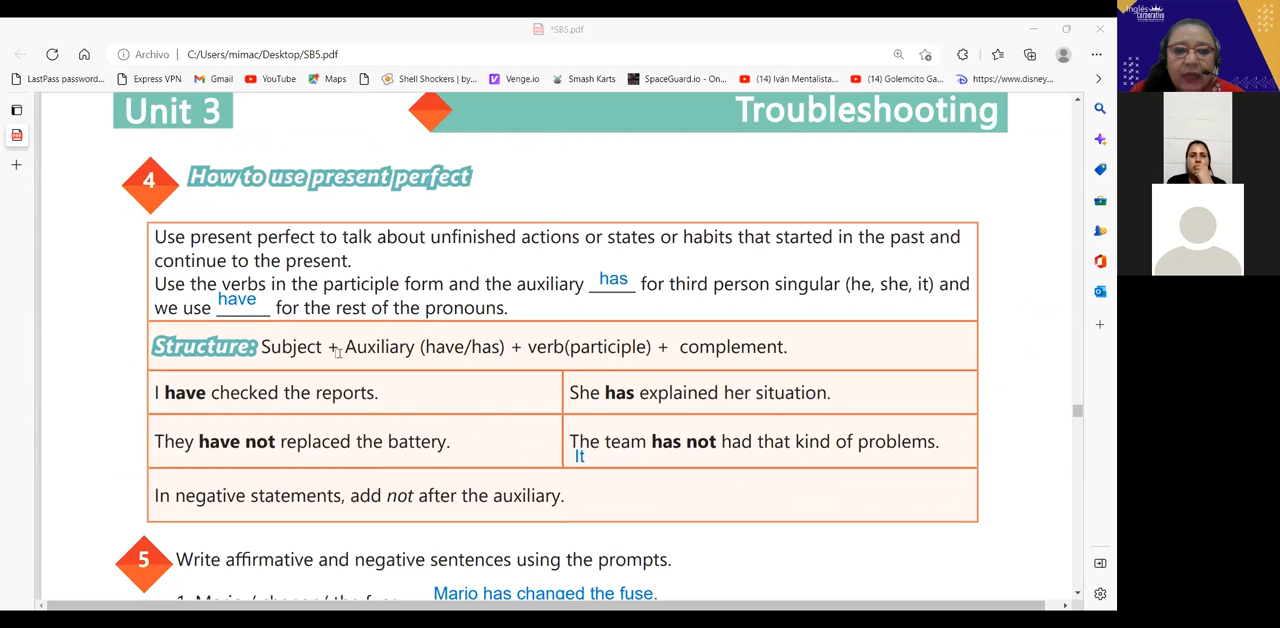 *SB5.pdf
Archivo | C:/Users/mimac/Desktop/SB5.pdf
LastPass password... Express VPN Gmail YouTube Maps Shell Shockers | by... Venge.io Smash Karts SpaceGuard.io - On... (14) Iván Mentalista... (14) Golemcito Ga... https://www.disney...
Inglés
Corporativo
Unit 3
Troubleshooting
4 How to use present perfect
Use present perfect to talk about unfinished actions or states or habits that started in the past and
continue to the present.
Use the verbs in the participle form and the auxiliary has for third person singular (he, she, it) and
we use have for the rest of the pronouns.
Structure: Subject + Auxiliary (have/has) + verb(participle) + complement.
I have checked the reports.
She has explained her situation.
They have not replaced the battery.
The team has not had that kind of problems.
It
In negative statements, add not after the auxiliary.
5 Write affirmative and negative sentences using the prompts.
1. Mario / change / the fuse Mario has changed the fuse.